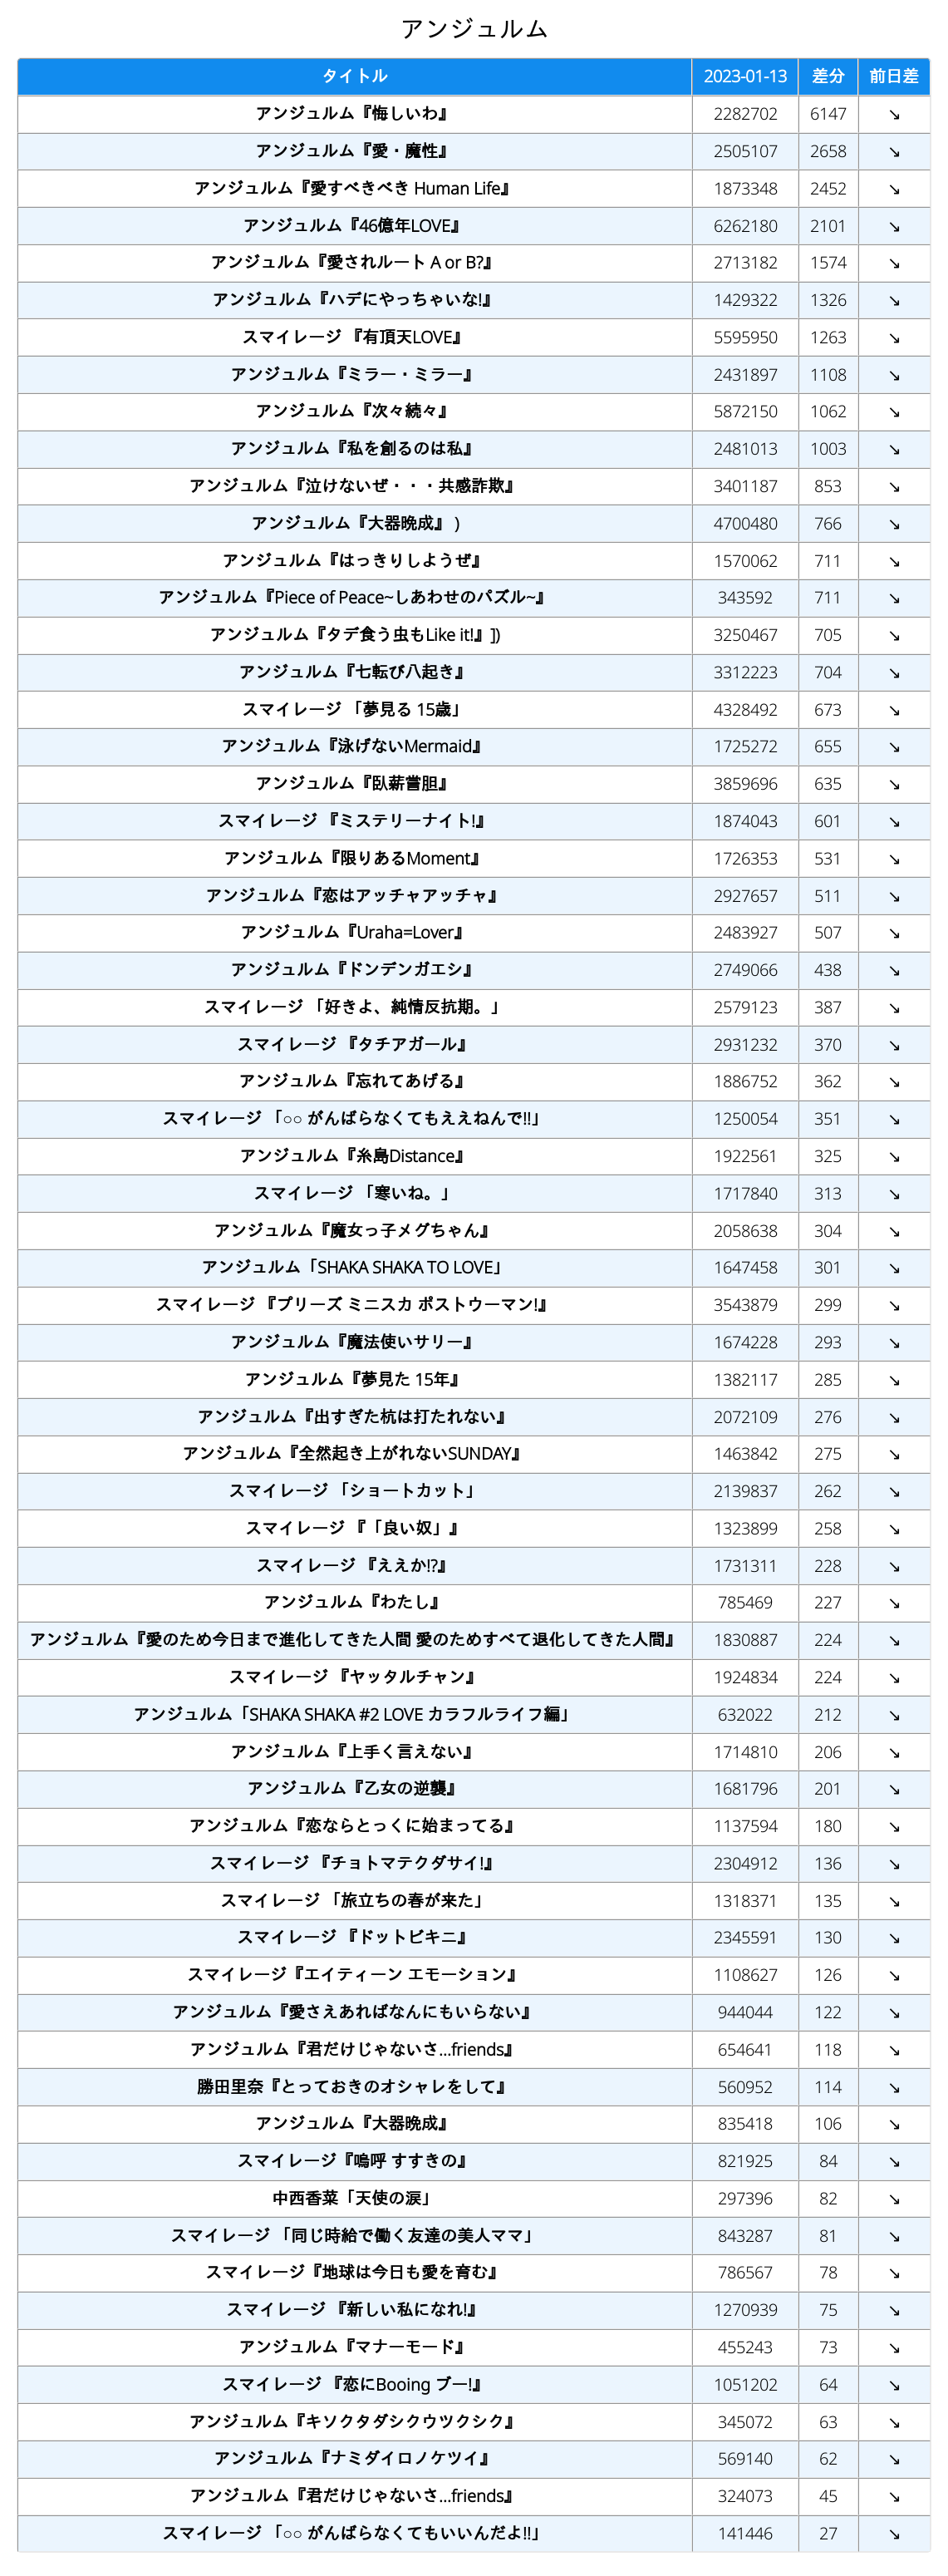 アンジュルム
タイトル 2023-01-13 差分 前日差
アンジュルム『悔しいわ』 2282702 6147 ↘
アンジュルム『愛・魔性』 2505107 2658 ↘
アンジュルム『愛すべきべき Human Life』 1873348 2452 ↘
アンジュルム『46億年LOVE』 6262180 2101 ↘
アンジュルム『愛されルート A or B?』 2713182 1574 ↘
アンジュルム『ハデにやっちゃいな!』 1429322 1326 ↘
スマイレージ 『有頂天LOVE』 5595950 1263 ↘
アンジュルム『ミラー・ミラー』 2431897 1108 ↘
アンジュルム『次々続々』 5872150 1062 ↘
アンジュルム『私を創るのは私』 2481013 1003 ↘
アンジュルム『泣けないぜ・・・共感詐欺』 3401187 853 ↘
アンジュルム『大器晩成』 ) 4700480 766 ↘
アンジュルム『はっきりしようぜ』 1570062 711 ↘
アンジュルム『Piece of Peace~しあわせのパズル~』 343592 711 ↘
アンジュルム『タデ食う虫もLike it!』]) 3250467 705 ↘
アンジュルム『七転び八起き』 3312223 704 ↘
スマイレージ 「夢見る 15歳」 4328492 673 ↘
アンジュルム『泳げないMermaid』 1725272 655 ↘
アンジュルム『臥薪嘗胆』 3859696 635 ↘
スマイレージ 『ミステリーナイト!』 1874043 601 ↘
アンジュルム『限りあるMoment』 1726353 531 ↘
アンジュルム『恋はアッチャアッチャ』 2927657 511 ↘
アンジュルム『Uraha=Lover』 2483927 507 ↘
アンジュルム『ドンデンガエシ』 2749066 438 ↘
スマイレージ 「好きよ、純情反抗期。」 2579123 387 ↘
スマイレージ 『タチアガール』 2931232 370 ↘
アンジュルム『忘れてあげる』 1886752 362 ↘
スマイレージ 「○○ がんばらなくてもええねんで!!」 1250054 351 ↘
アンジュルム『糸島Distance』 1922561 325 ↘
スマイレージ 「寒いね。」 1717840 313 ↘
アンジュルム『魔女っ子メグちゃん』 2058638 304 ↘
アンジュルム「SHAKA SHAKA TO LOVE」 1647458 301 ↘
スマイレージ 『プリーズ ミニスカ ポストウーマン!』 3543879 299 ↘
アンジュルム『魔法使いサリー』 1674228 293 ↘
アンジュルム『夢見た 15年』 1382117 285 ↘
アンジュルム『出すぎた杭は打たれない』 2072109 276 ↘
アンジュルム『全然起き上がれないSUNDAY』 1463842 275 ↘
スマイレージ 「ショートカット」 2139837 262 ↘
スマイレージ 『「良い奴」』 1323899 258 ↘
スマイレージ 『ええか!?』 1731311 228 ↘
アンジュルム『わたし』 785469 227 ↘
アンジュルム『愛のため今日まで進化してきた人間 愛のためすべて退化してきた人間』 1830887 224 ↘
スマイレージ 『ヤッタルチャン』 1924834 224 ↘
アンジュルム「SHAKA SHAKA #2 LOVE カラフルライフ編」 632022 212 ↘
アンジュルム『上手く言えない』 1714810 206 ↘
アンジュルム『乙女の逆襲』 1681796 201 ↘
アンジュルム『恋ならとっくに始まってる』 1137594 180 ↘
スマイレージ 『チョトマテクダサイ!』 2304912 136 ↘
スマイレージ 「旅立ちの春が来た」 1318371 135 ↘
スマイレージ 『ドットビキニ』 2345591 130 ↘
スマイレージ『エイティーン エモーション』 1108627 126 ↘
アンジュルム『愛さえあればなんにもいらない』 944044 122 ↘
アンジュルム『君だけじゃないさ...friends』 654641 118 ↘
勝田里奈『とっておきのオシャレをして』 560952 114 ↘
アンジュルム『大器晩成』 835418 106 ↘
スマイレージ『嗚呼 すすきの』 821925 84 ↘
中西香菜「天使の涙」 297396 82 ↘
スマイレージ 「同じ時給で働く友達の美人ママ」 843287 81 ↘
スマイレージ『地球は今日も愛を育む』 786567 78 ↘
スマイレージ 『新しい私になれ!』 1270939 75 ↘
アンジュルム『マナーモード』 455243 73 ↘
スマイレージ 『恋にBooing ブー!』 1051202 64 ↘
アンジュルム『キソクタダシクウツクシク』 345072 63 ↘
アンジュルム『ナミダイロノケツイ』 569140 62 ↘
アンジュルム『君だけじゃないさ...friends』 324073 45 ↘
スマイレージ 「○○ がんばらなくてもいいんだよ!!」 141446 27 ↘